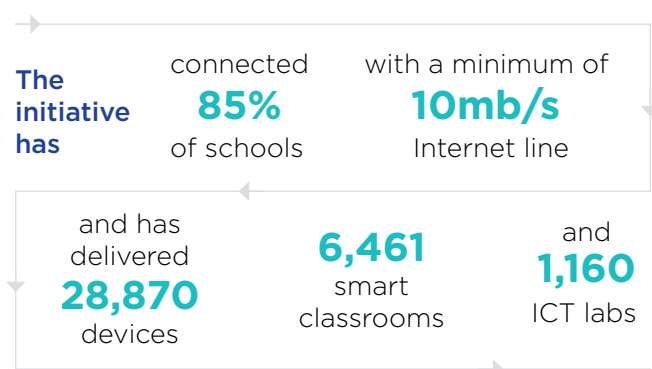 The
initiative
has
connected
85%
of schools
with a minimum of
10mb/s
Internet line
and has
delivered
28,870
devices
6,461
smart
classrooms
and
1,160
ICT labs